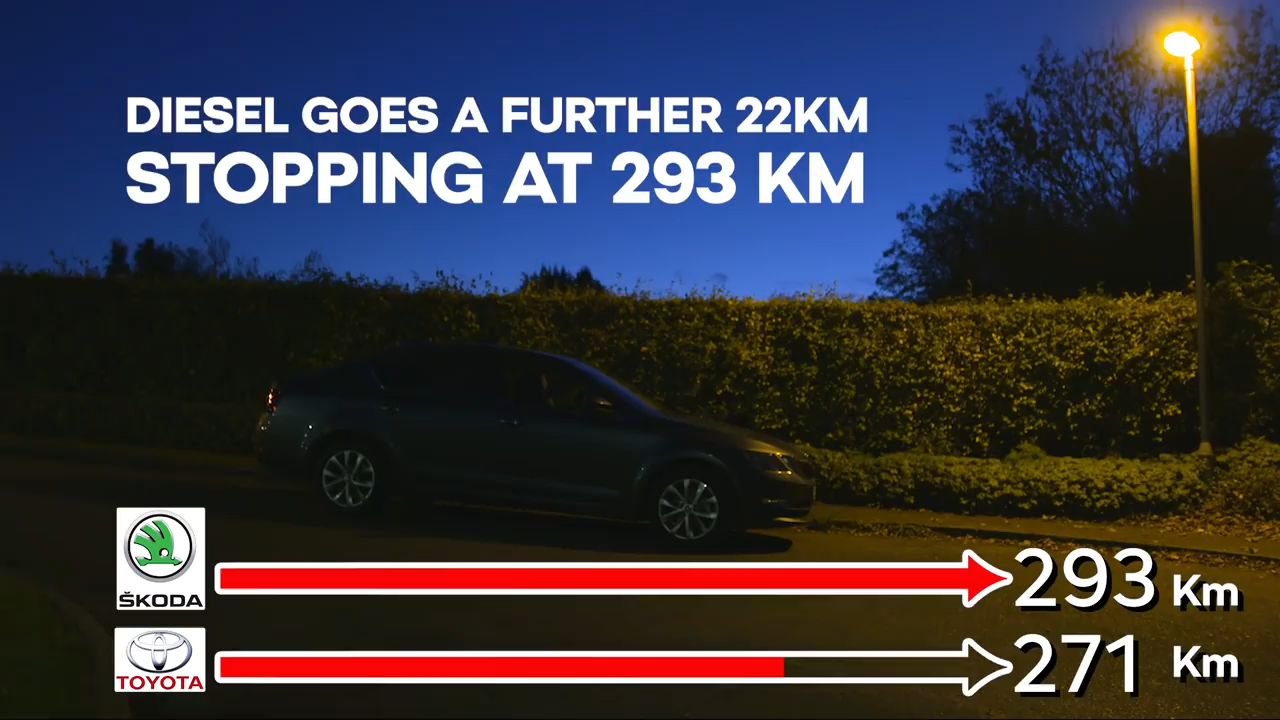 DIESEL GOES A FURTHER 22KM
STOPPING AT 293 KM
ŠKODA
293 Km
TOYOTA
271 Km